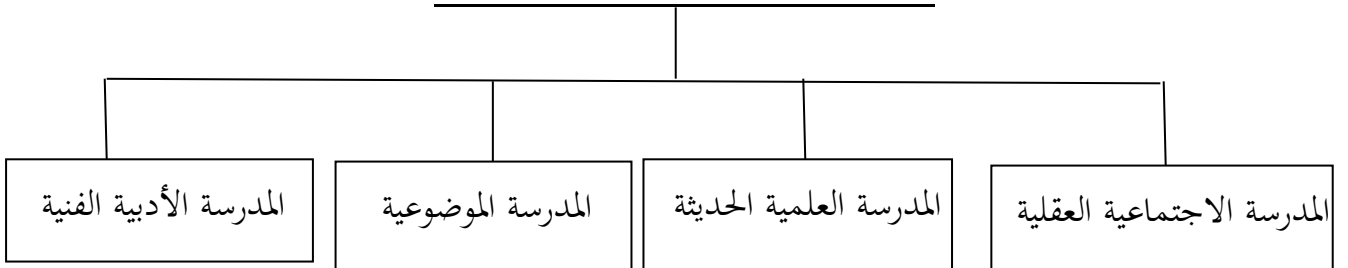 المدرسة الاجتماعية العقلية
المدرسة العلمية الحديثة
المدرسة الموضوعية
المدرسة الأدبية الفنية